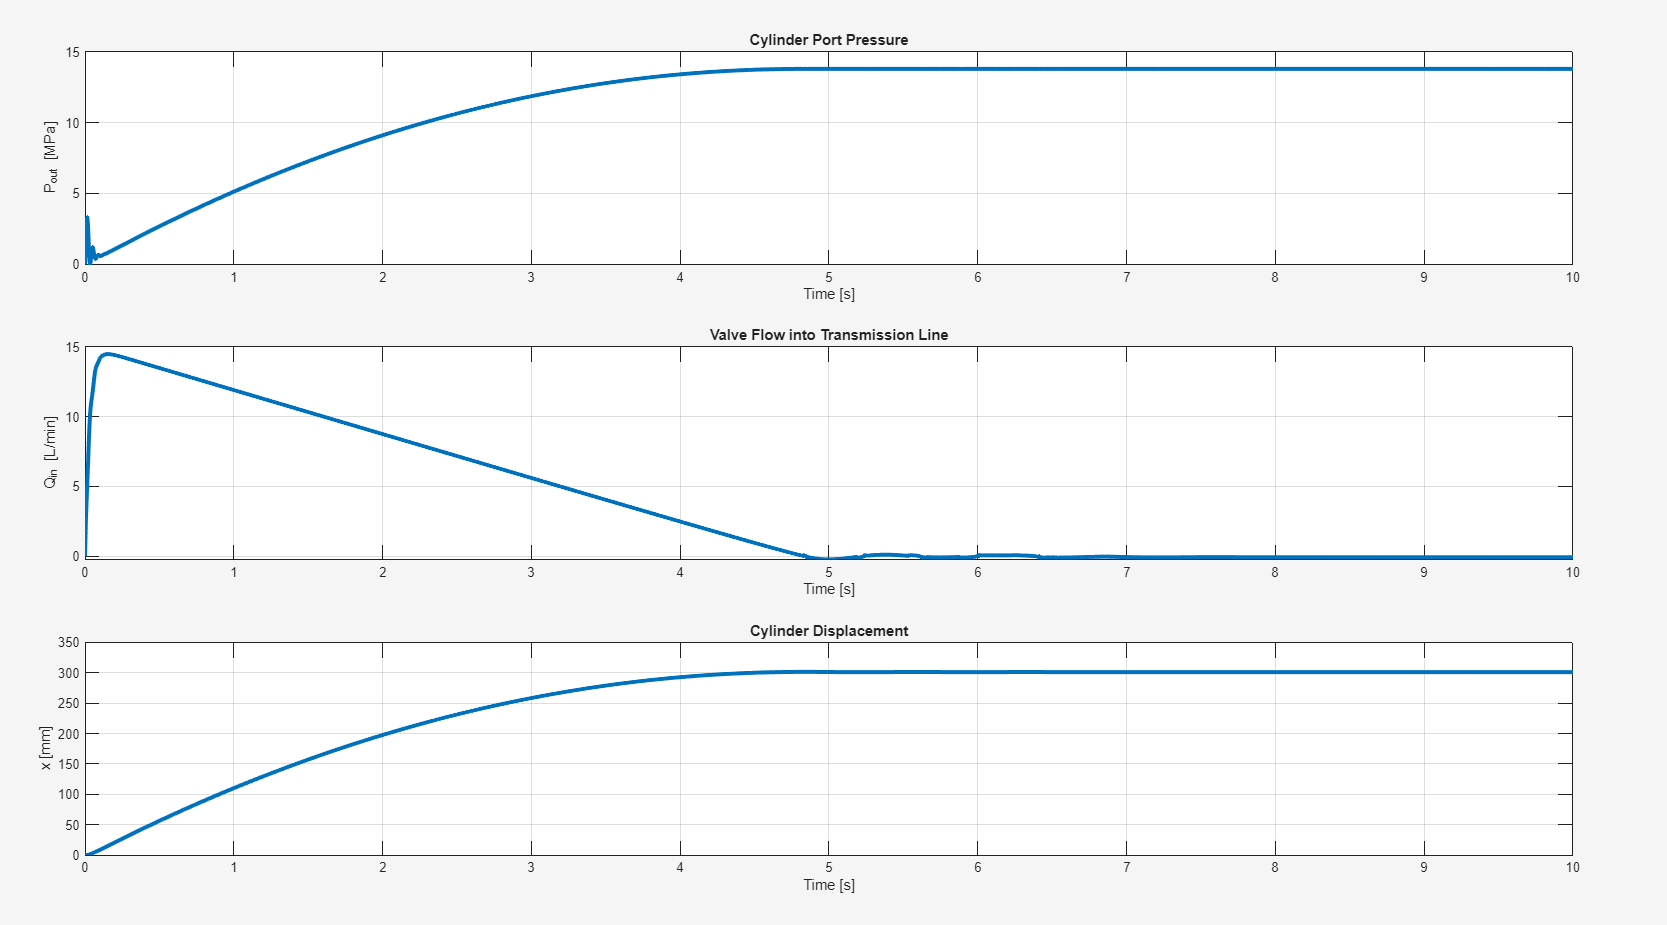 Cylinder Port Pressure
15
10
5
0
P_out [MPa]
0 1 2 3 4 5 6 7 8 9 10
Time [s]
Valve Flow into Transmission Line
15
10
5
0
Q_in [L/min]
0 1 2 3 4 5 6 7 8 9 10
Time [s]
Cylinder Displacement
350
300
250
200
150
100
50
0
x [mm]
0 1 2 3 4 5 6 7 8 9 10
Time [s]